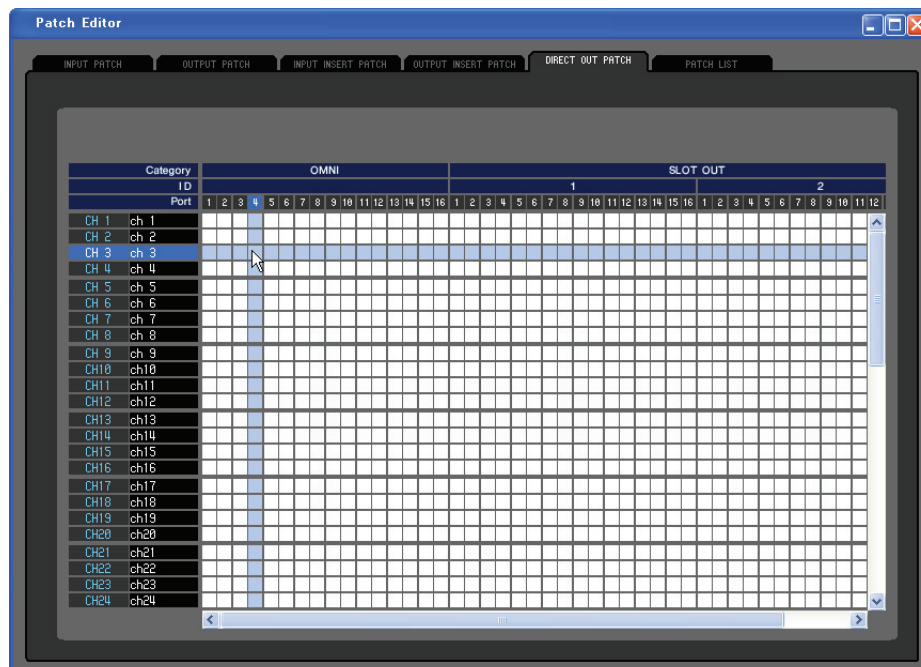 Patch Editor
INPUT PATCH OUTPUT PATCH INPUT INSERT PATCH OUTPUT INSERT PATCH DIRECT OUT PATCH PATCH LIST
Category OMNI SLOT OUT
ID 1 2
Port 1 2 3 4 5 6 7 8 9 10 11 12 13 14 15 16 1 2 3 4 5 6 7 8 9 10 11 12 13 14 15 16 1 2 3 4 5 6 7 8 9 10 11 12
CH 1 ch 1
CH 2 ch 2
CH 3 ch 3
CH 4 ch 4
CH 5 ch 5
CH 6 ch 6
CH 7 ch 7
CH 8 ch 8
CH 9 ch 9
CH10 ch10
CH11 ch11
CH12 ch12
CH13 ch13
CH14 ch14
CH15 ch15
CH16 ch16
CH17 ch17
CH18 ch18
CH19 ch19
CH20 ch20
CH21 ch21
CH22 ch22
CH23 ch23
CH24 ch24